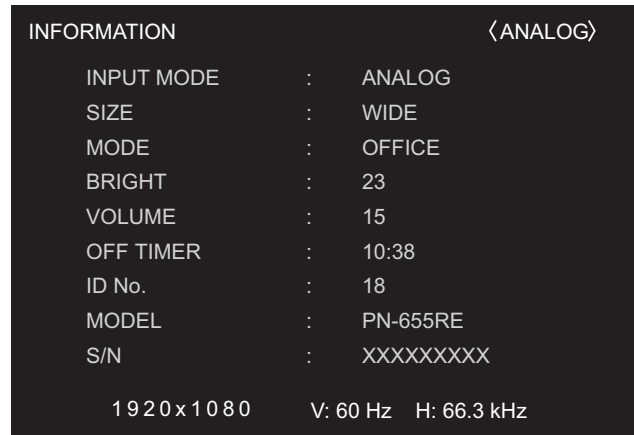 INFORMATION 〈ANALOG〉
INPUT MODE : ANALOG
SIZE : WIDE
MODE : OFFICE
BRIGHT : 23
VOLUME : 15
OFF TIMER : 10:38
ID No. : 18
MODEL : PN-655RE
S/N : XXXXXXXXX
1920x1080 V: 60 Hz H: 66.3 kHz